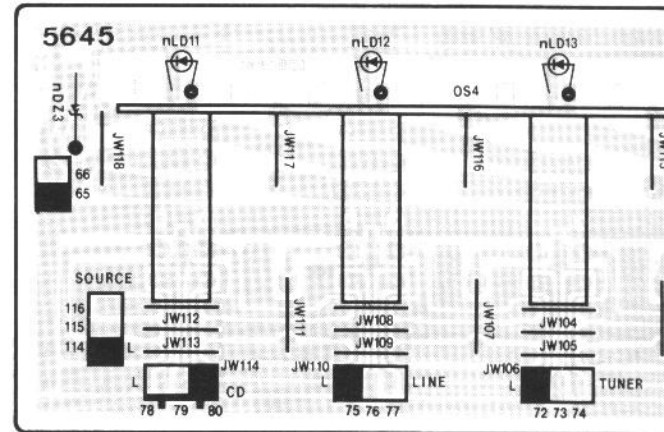 5645
nLD11
nLD12
nLD13
OS4
nDZ3
JW118
JW117
JW116
66
65
SOURCE
116
115
114
L
JW112
JW113
JW111
JW108
JW109
JW107
JW104
JW105
JW114
L
CD
78 79 80
JW110
L
LINE
75 76 77
JW106
L
TUNER
72 73 74